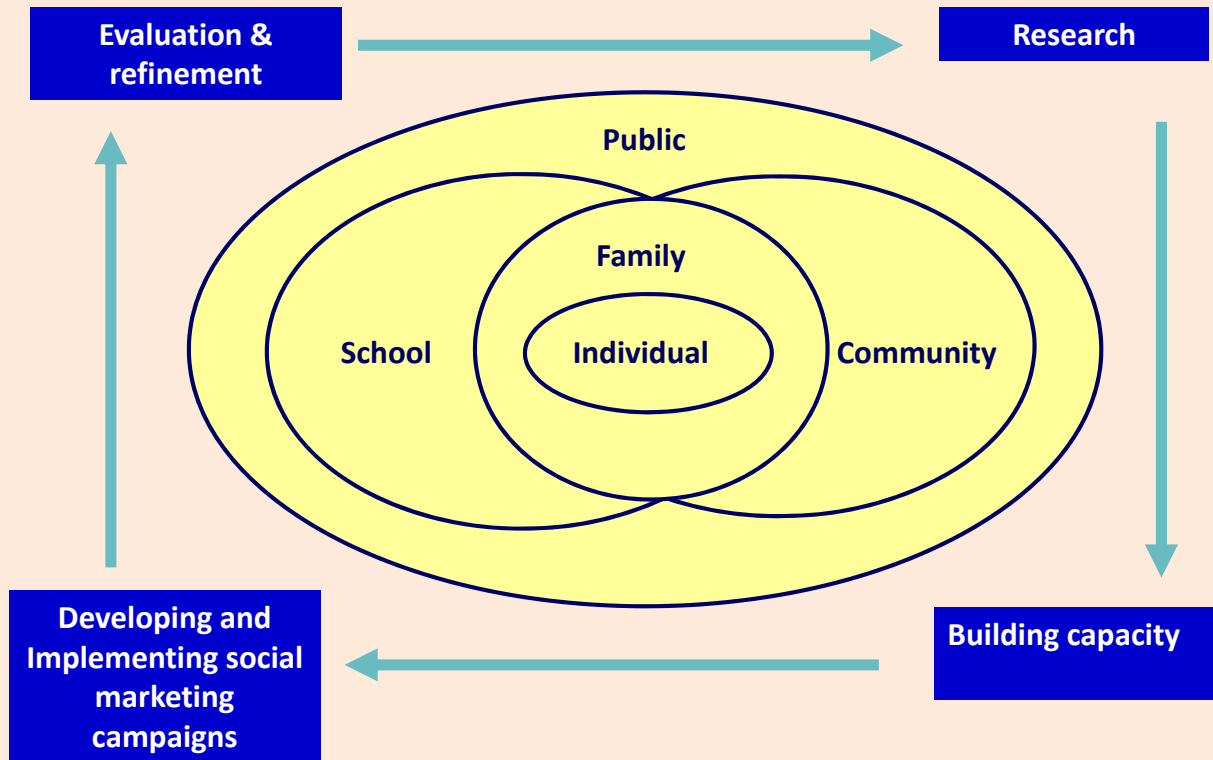 Evaluation &
refinement
Research
Public
Family
School
Individual
Community
Developing and
Implementing social
marketing
campaigns
Building capacity